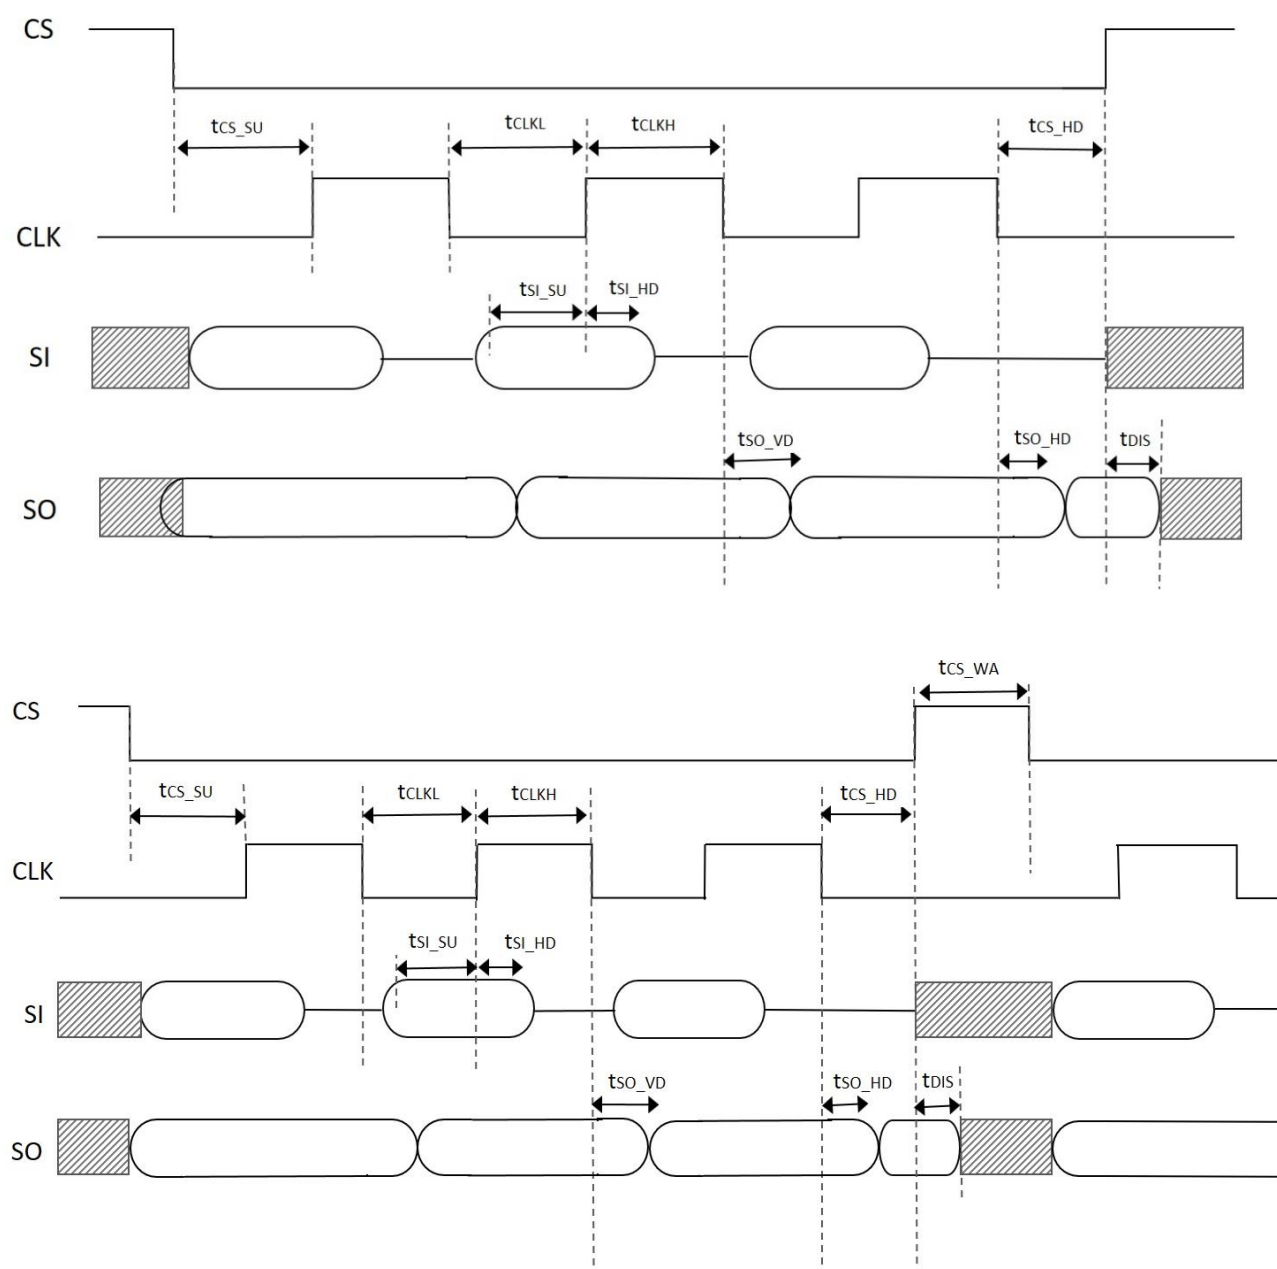 CS
tCS_SU
tCLKL
tCLKH
tCS_HD
CLK
tSI_SU
tSI_HD
SI
tSO_VD
tSO_HD
tDIS
SO
tCS_WA
CS
tCS_SU
tCLKL
tCLKH
tCS_HD
CLK
tSI_SU
tSI_HD
SI
tSO_VD
tSO_HD
tDIS
SO